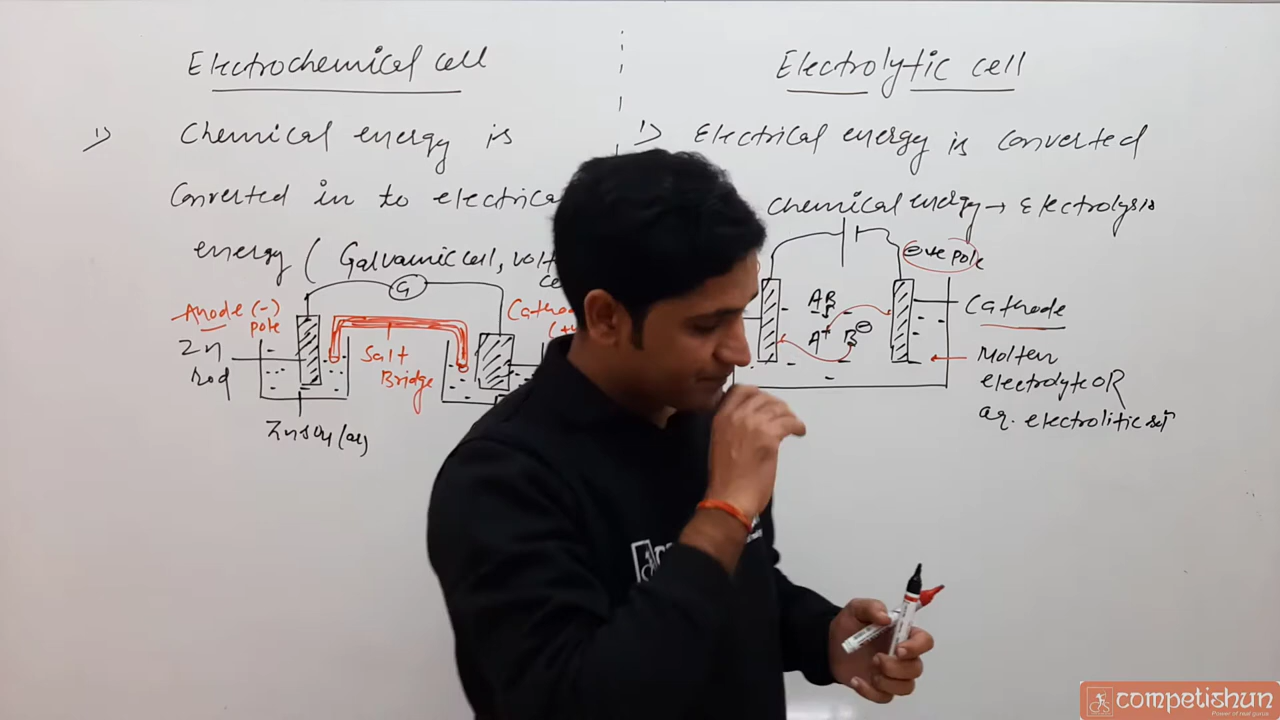 Electrochemical cell
1) Chemical energy is
Converted in to electrica
energy ( Galvanic cell, volt
ce
G
Anode (-)
pole
Zn
Rod
Salt
Bridge
Catho
(+
ZnSO4 (aq)
Electrolytic cell
1) Electrical energy is converted
chemical energy → Electrolysis
⊖ve pole
AB
A+ B⊖
Cathode
Molten
electrolyte OR
aq. electrolitic sol
competishun